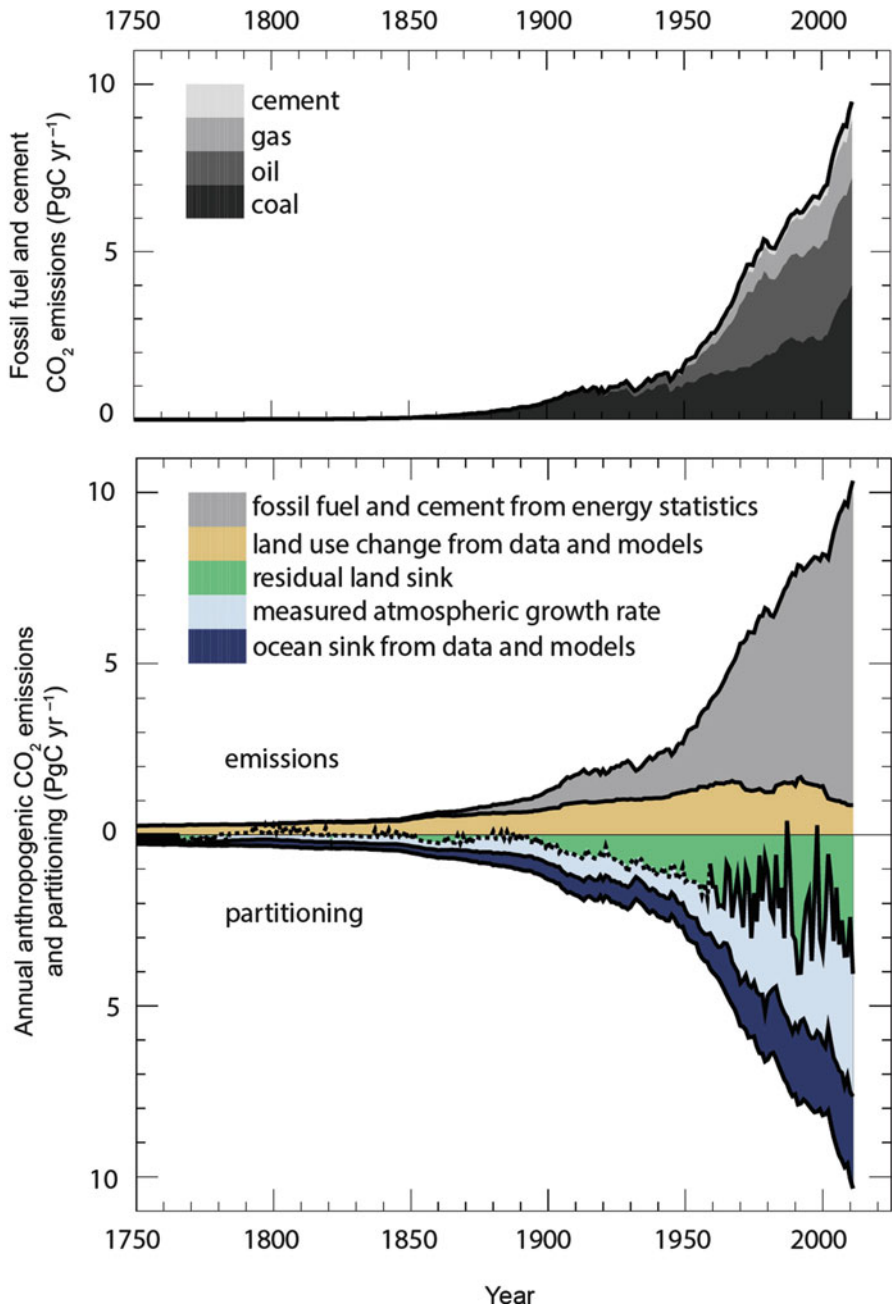 1750 1800 1850 1900 1950 2000
10
5
0
Fossil fuel and cement
CO₂ emissions (PgC yr⁻¹)
cement
gas
oil
coal
10
5
0
5
10
Annual anthropogenic CO₂ emissions
and partitioning (PgC yr⁻¹)
fossil fuel and cement from energy statistics
land use change from data and models
residual land sink
measured atmospheric growth rate
ocean sink from data and models
emissions
partitioning
1750 1800 1850 1900 1950 2000
Year